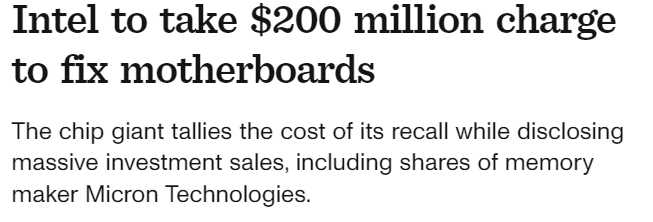 Intel to take $200 million charge
to fix motherboards
The chip giant tallies the cost of its recall while disclosing
massive investment sales, including shares of memory
maker Micron Technologies.